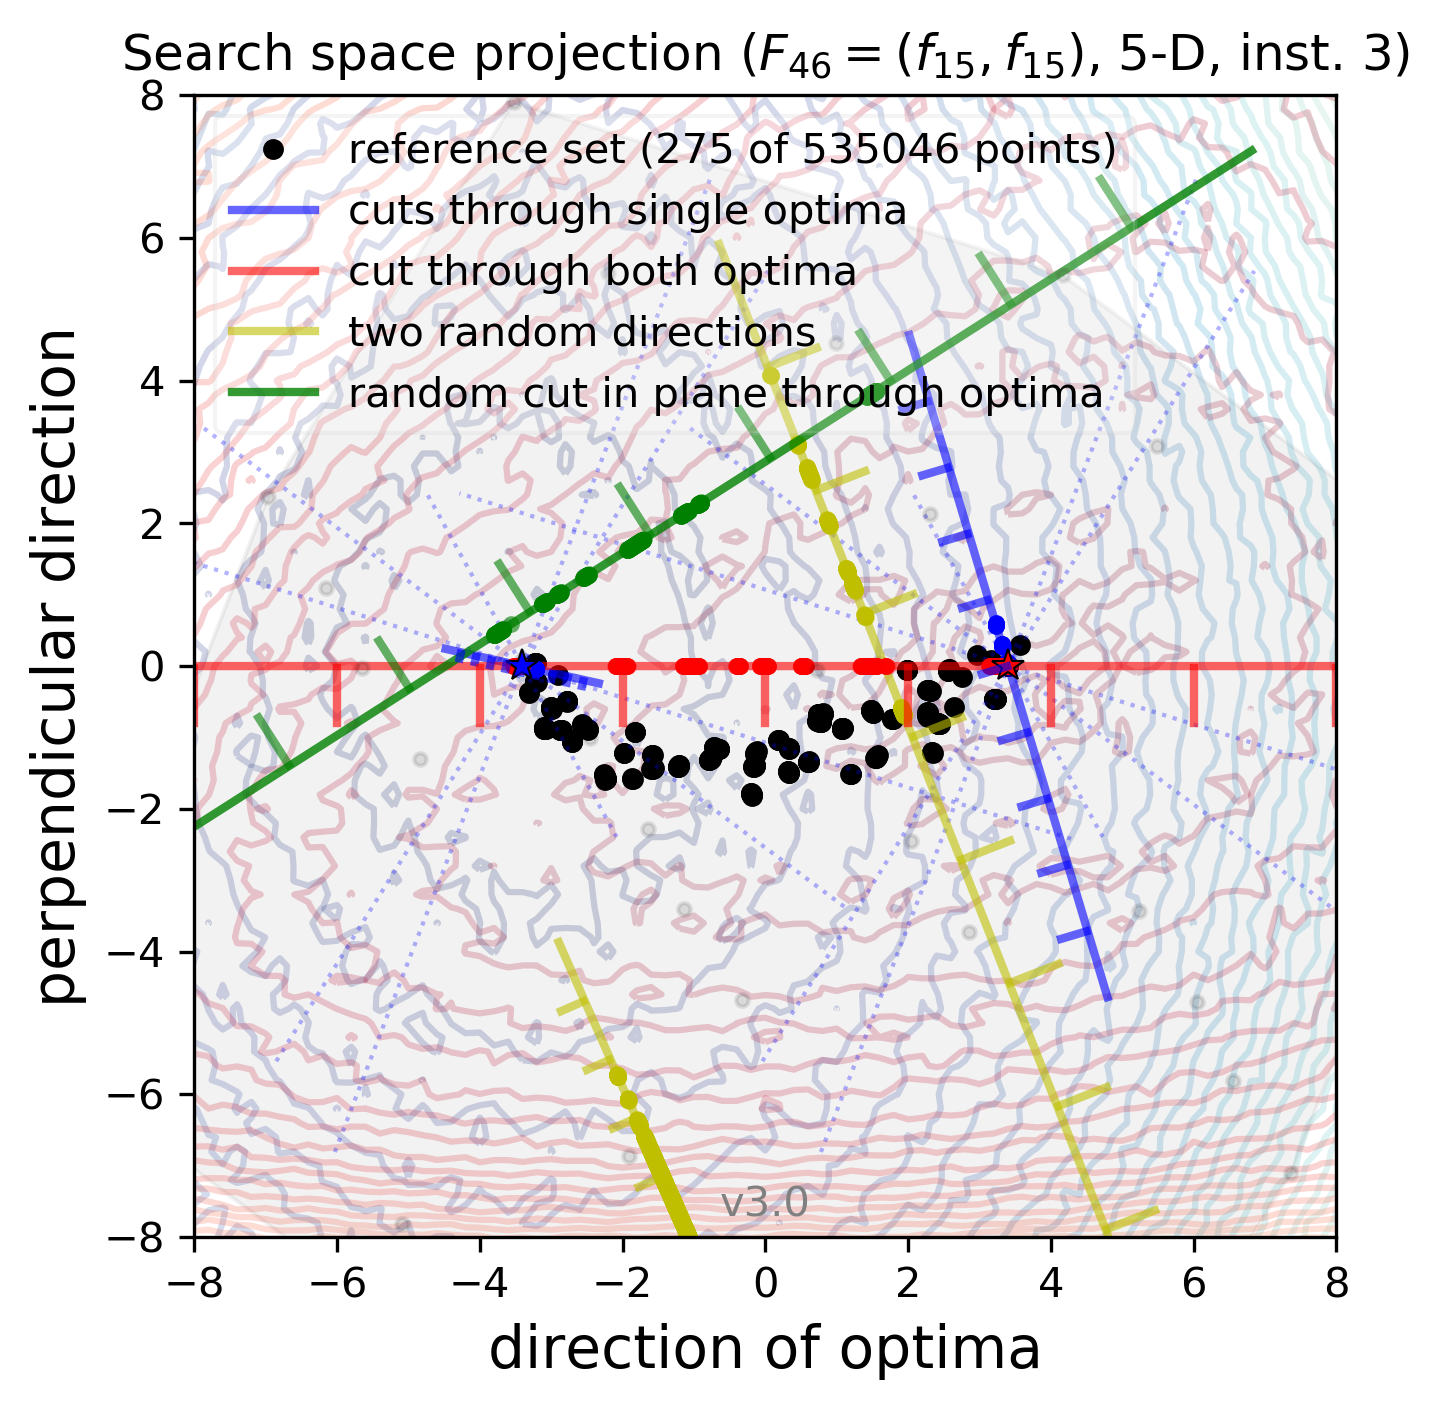 Search space projection (F46 = (f15, f15), 5-D, inst. 3)
reference set (275 of 535046 points)
cuts through single optima
cut through both optima
two random directions
random cut in plane through optima
perpendicular direction
8
6
4
2
0
−2
−4
−6
−8
v3.0
−8 −6 −4 −2 0 2 4 6 8
direction of optima